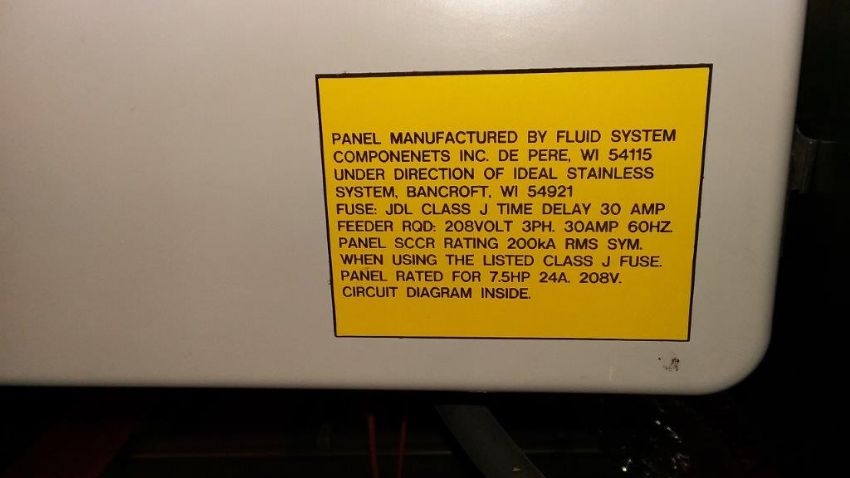 PANEL MANUFACTURED BY FLUID SYSTEM
COMPONENETS INC. DE PERE, WI 54115
UNDER DIRECTION OF IDEAL STAINLESS
SYSTEM, BANCROFT, WI 54921
FUSE: JDL CLASS J TIME DELAY 30 AMP
FEEDER RQD: 208VOLT 3PH. 30AMP 60HZ.
PANEL SCCR RATING 200kA RMS SYM.
WHEN USING THE LISTED CLASS J FUSE.
PANEL RATED FOR 7.5HP 24A. 208V.
CIRCUIT DIAGRAM INSIDE.